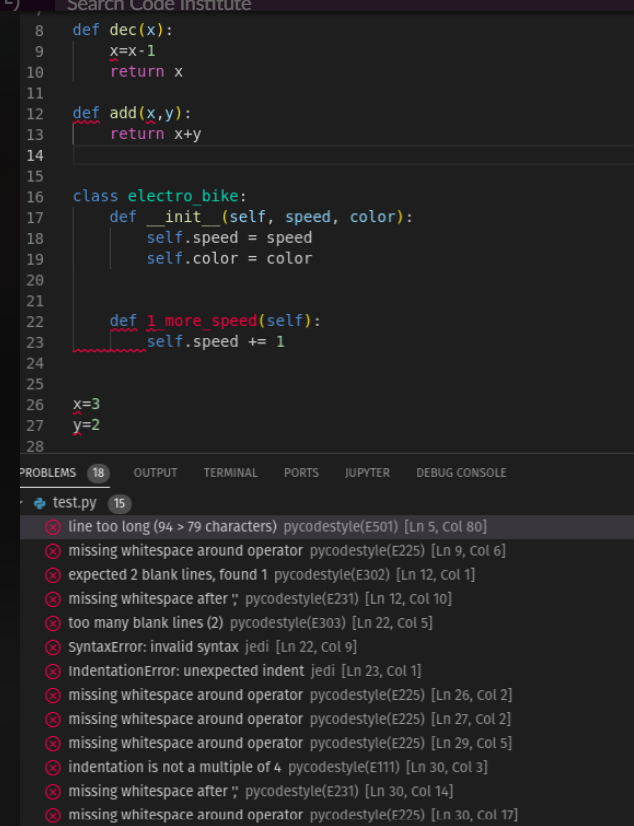 Search Code Institute
8 def dec(x):
9 x=x-1
10 return x
11
12 def add(x,y):
13 return x+y
14
15
16 class electro_bike:
17 def __init__(self, speed, color):
18 self.speed = speed
19 self.color = color
20
21
22 def 1_more_speed(self):
23 self.speed += 1
24
25
26 x=3
27 y=2
28
PROBLEMS 18 OUTPUT TERMINAL PORTS JUPYTER DEBUG CONSOLE
test.py 15
line too long (94 > 79 characters) pycodestyle(E501) [Ln 5, Col 80]
missing whitespace around operator pycodestyle(E225) [Ln 9, Col 6]
expected 2 blank lines, found 1 pycodestyle(E302) [Ln 12, Col 1]
missing whitespace after ',' pycodestyle(E231) [Ln 12, Col 10]
too many blank lines (2) pycodestyle(E303) [Ln 22, Col 5]
SyntaxError: invalid syntax jedi [Ln 22, Col 9]
IndentationError: unexpected indent jedi [Ln 23, Col 1]
missing whitespace around operator pycodestyle(E225) [Ln 26, Col 2]
missing whitespace around operator pycodestyle(E225) [Ln 27, Col 2]
missing whitespace around operator pycodestyle(E225) [Ln 29, Col 5]
indentation is not a multiple of 4 pycodestyle(E111) [Ln 30, Col 3]
missing whitespace after ',' pycodestyle(E231) [Ln 30, Col 14]
missing whitespace around operator pycodestyle(E225) [Ln 30, Col 17]